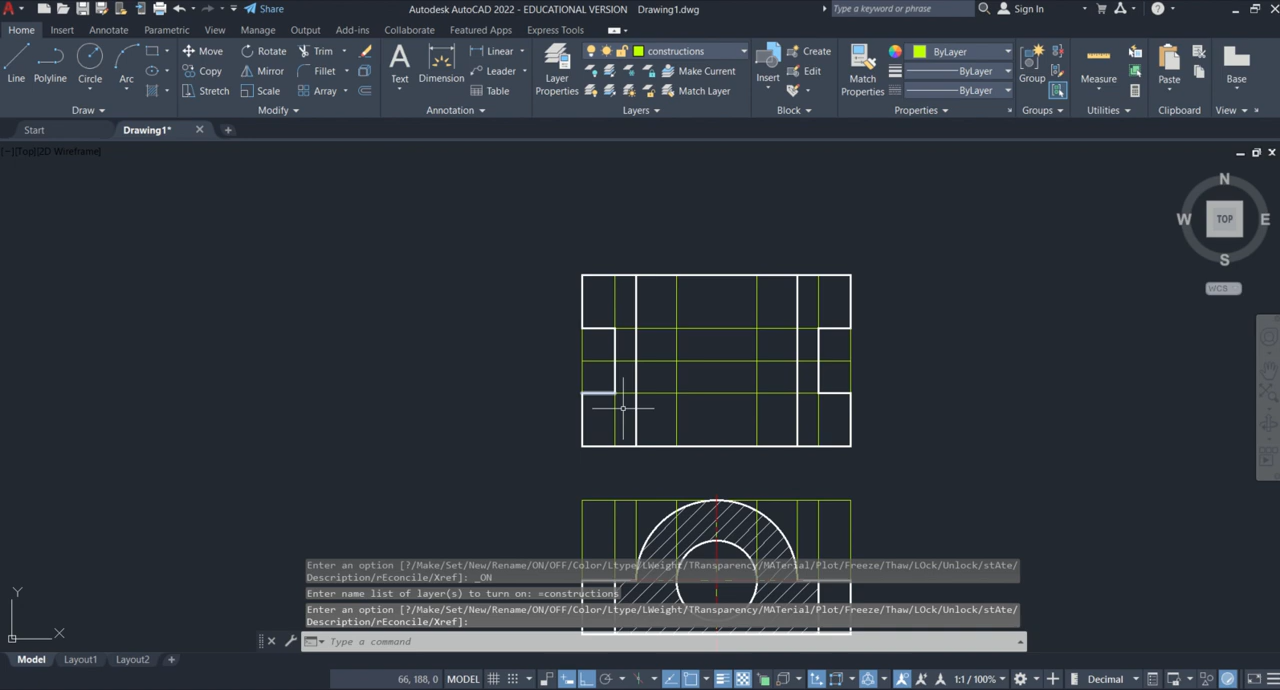 Autodesk AutoCAD 2022 - EDUCATIONAL VERSION Drawing1.dwg
Share
Type a keyword or phrase
Sign In
Home Insert Annotate Parametric View Manage Output Add-ins Collaborate Featured Apps Express Tools
Line Polyline Circle Arc
Move Rotate Trim
Copy Mirror Fillet
Stretch Scale Array
Text Dimension
Linear
Leader
Table
Layer Properties
constructions
Make Current
Match Layer
Insert
Create
Edit
Match Properties
ByLayer
ByLayer
ByLayer
Group
Measure
Paste
Base
Draw Modify Annotation Layers Block Properties Groups Utilities Clipboard View
Start Drawing1*
[−][Top][2D Wireframe]
N
W TOP E
S
WCS
Enter an option [?/Make/Set/New/Rename/ON/OFF/Color/Ltype/LWeight/TRansparency/MATerial/Plot/Freeze/Thaw/LOck/Unlock/stAte/
Description/rEconcile/Xref]: _ON
Enter name list of layer(s) to turn on: =constructions
Enter an option [?/Make/Set/New/Rename/ON/OFF/Color/Ltype/LWeight/TRansparency/MATerial/Plot/Freeze/Thaw/LOck/Unlock/stAte/
Description/rEconcile/Xref]:
Y
X
Type a command
Model Layout1 Layout2
66, 188, 0 MODEL 1:1 / 100% Decimal